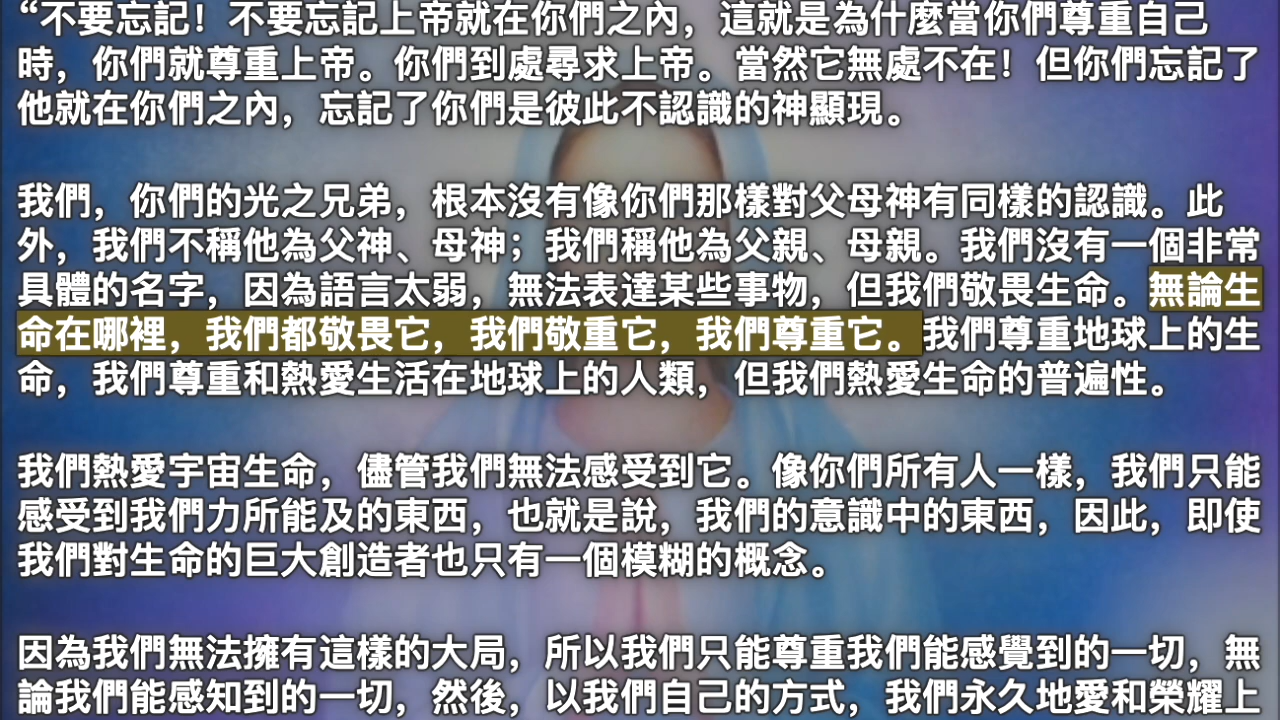 “不要忘記！不要忘記上帝就在你們之內，這就是為什麼當你們尊重自己
時，你們就尊重上帝。你們到處尋求上帝。當然它無處不在！但你們忘記了
他就在你們之內，忘記了你們是彼此不認識的神顯現。
我們，你們的光之兄弟，根本沒有像你們那樣對父母神有同樣的認識。此
外，我們不稱他為父神、母神；我們稱他為父親、母親。我們沒有一個非常
具體的名字，因為語言太弱，無法表達某些事物，但我們敬畏生命。無論生
命在哪裡，我們都敬畏它，我們敬重它，我們尊重它。我們尊重地球上的生
命，我們尊重和熱愛生活在地球上的人類，但我們熱愛生命的普遍性。
我們熱愛宇宙生命，儘管我們無法感受到它。像你們所有人一樣，我們只能
感受到我們力所能及的東西，也就是說，我們的意識中的東西，因此，即使
我們對生命的巨大創造者也只有一個模糊的概念。
因為我們無法擁有這樣的大局，所以我們只能尊重我們能感覺到的一切，無
論我們能感知到的一切，然後，以我們自己的方式，我們永久地愛和榮耀上